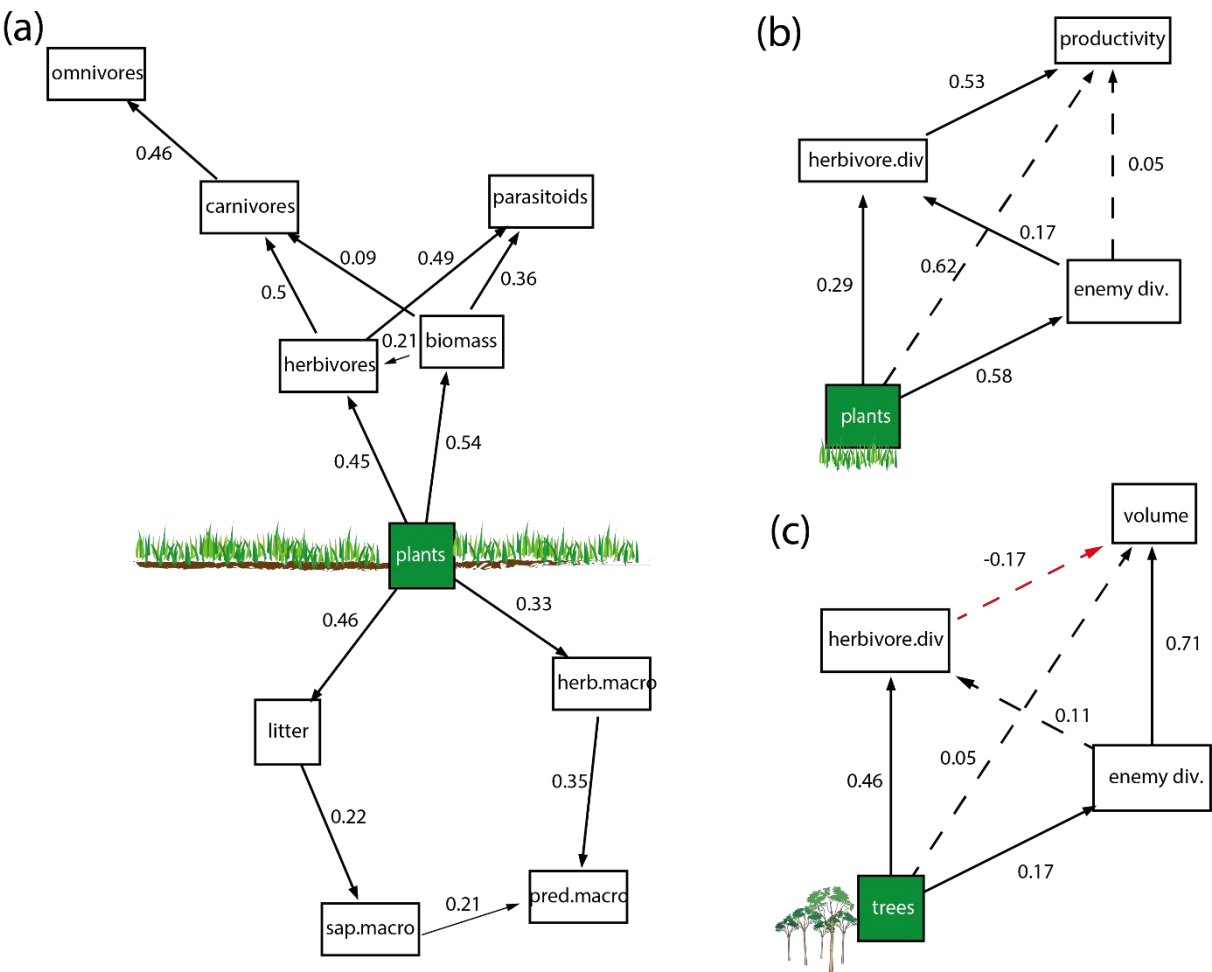 (a)
omnivores
0.46
carnivores
parasitoids
0.09
0.49
0.5
0.36
0.21
biomass
herbivores
0.45
0.54
plants
0.46
0.33
herb.macro
litter
0.35
0.22
pred.macro
0.21
sap.macro
(b)
productivity
0.53
herbivore.div
0.05
0.17
0.62
0.29
enemy div.
0.58
plants
(c)
volume
-0.17
herbivore.div
0.71
0.11
0.05
0.46
enemy div.
0.17
trees